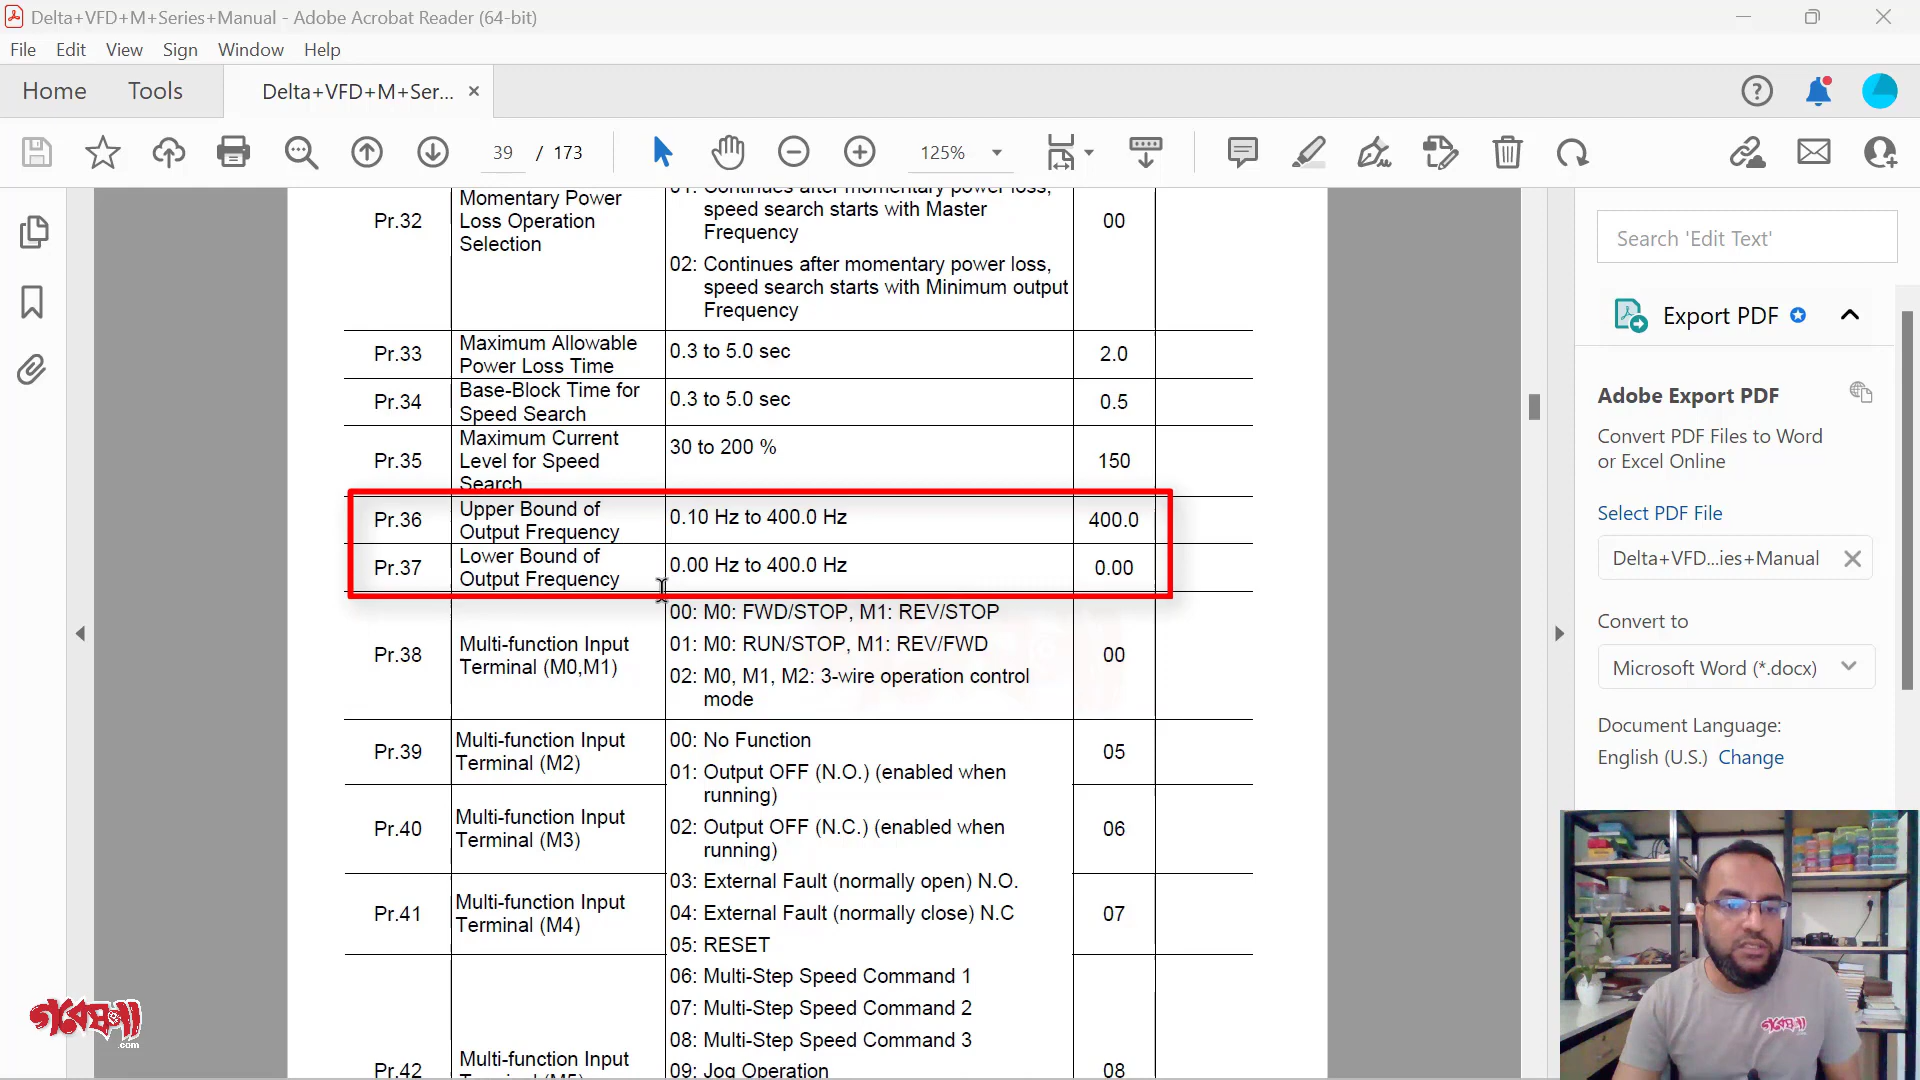 Delta+VFD+M+Series+Manual - Adobe Acrobat Reader (64-bit)
File Edit View Sign Window Help
Home Tools Delta+VFD+M+Ser... ×
39 / 173 125%
Pr.32 Momentary Power Loss Operation Selection 01: Continues after momentary power loss, speed search starts with Master Frequency 00
02: Continues after momentary power loss, speed search starts with Minimum output Frequency
Pr.33 Maximum Allowable Power Loss Time 0.3 to 5.0 sec 2.0
Pr.34 Base-Block Time for Speed Search 0.3 to 5.0 sec 0.5
Pr.35 Maximum Current Level for Speed Search 30 to 200 % 150
Pr.36 Upper Bound of Output Frequency 0.10 Hz to 400.0 Hz 400.0
Pr.37 Lower Bound of Output Frequency 0.00 Hz to 400.0 Hz 0.00
Pr.38 Multi-function Input Terminal (M0,M1) 00: M0: FWD/STOP, M1: REV/STOP 00
01: M0: RUN/STOP, M1: REV/FWD
02: M0, M1, M2: 3-wire operation control mode
Pr.39 Multi-function Input Terminal (M2) 00: No Function 05
01: Output OFF (N.O.) (enabled when running)
Pr.40 Multi-function Input Terminal (M3) 02: Output OFF (N.C.) (enabled when running) 06
03: External Fault (normally open) N.O.
Pr.41 Multi-function Input Terminal (M4) 04: External Fault (normally close) N.C 07
05: RESET
06: Multi-Step Speed Command 1
07: Multi-Step Speed Command 2
08: Multi-Step Speed Command 3
Pr.42 Multi-function Input Terminal (M5) 09: Jog Operation 08
Search 'Edit Text'
Export PDF
Adobe Export PDF
Convert PDF Files to Word
or Excel Online
Select PDF File
Delta+VFD...ies+Manual
Convert to
Microsoft Word (*.docx)
Document Language:
English (U.S.) Change
গবেষণা
.com
গবেষণা